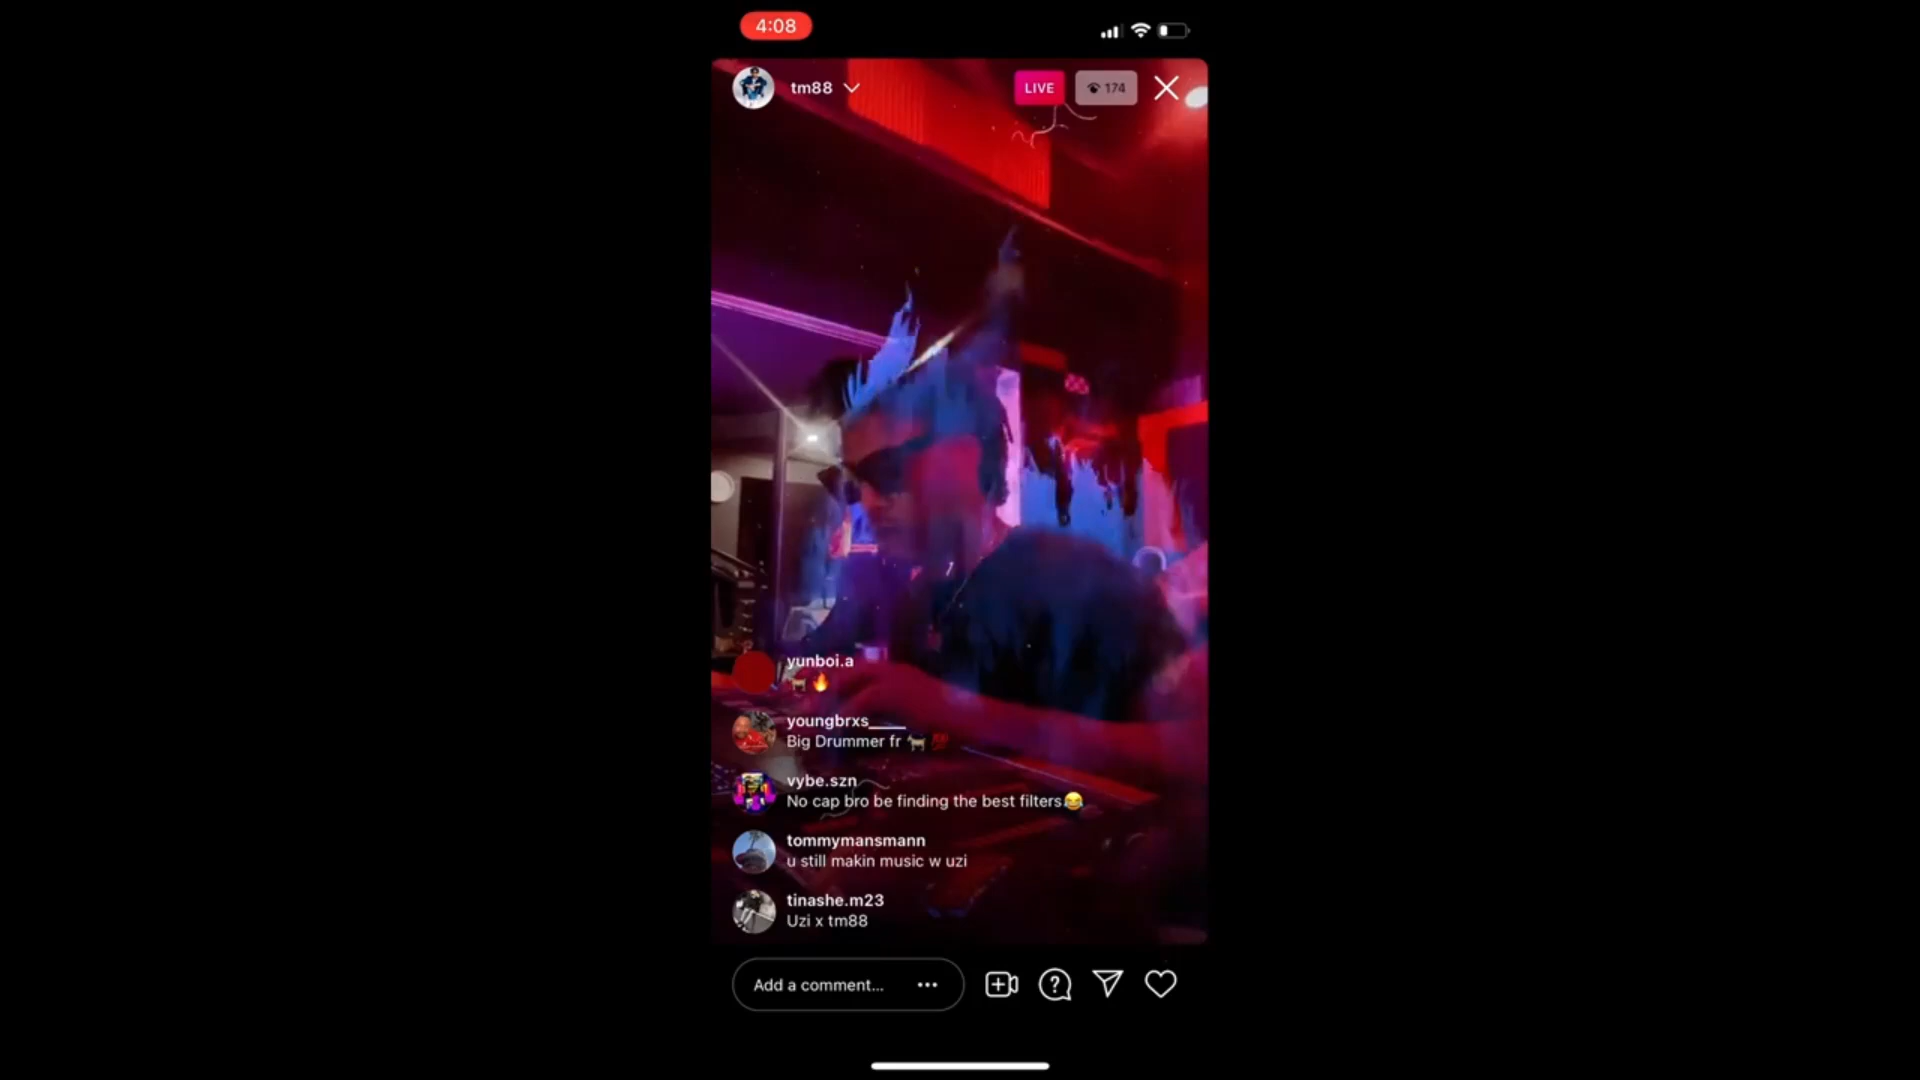 4:08
tm88
LIVE
174
yunboi.a
🔥
youngbrxs_____
Big Drummer fr 🐐 💯
vybe.szn
No cap bro be finding the best filters😂
tommymansmann
u still makin music w uzi
tinashe.m23
Uzi x tm88
Add a comment...